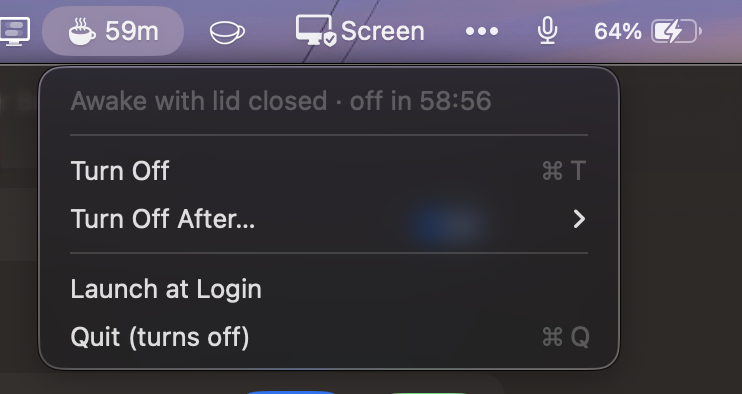 59m
Screen
64%
Awake with lid closed · off in 58:56
Turn Off ⌘ T
Turn Off After...
Launch at Login
Quit (turns off) ⌘ Q